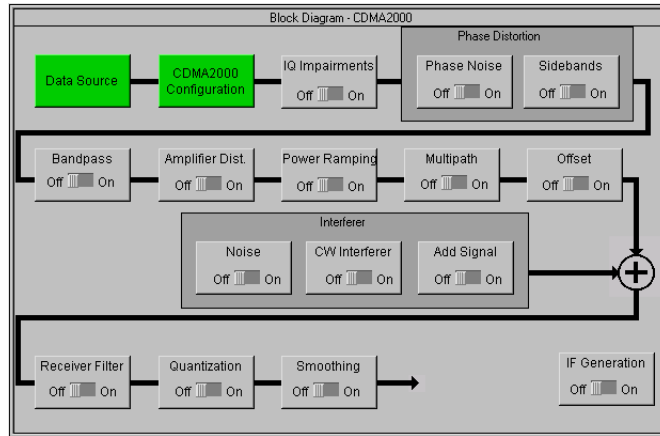 Block Diagram - CDMA2000
Phase Distortion
Data Source
CDMA2000
Configuration
IQ Impairments
Off On
Phase Noise
Off On
Sidebands
Off On
Bandpass
Off On
Amplifier Dist.
Off On
Power Ramping
Off On
Multipath
Off On
Offset
Off On
Interferer
Noise
Off On
CW Interferer
Off On
Add Signal
Off On
Receiver Filter
Off On
Quantization
Off On
Smoothing
Off On
IF Generation
Off On